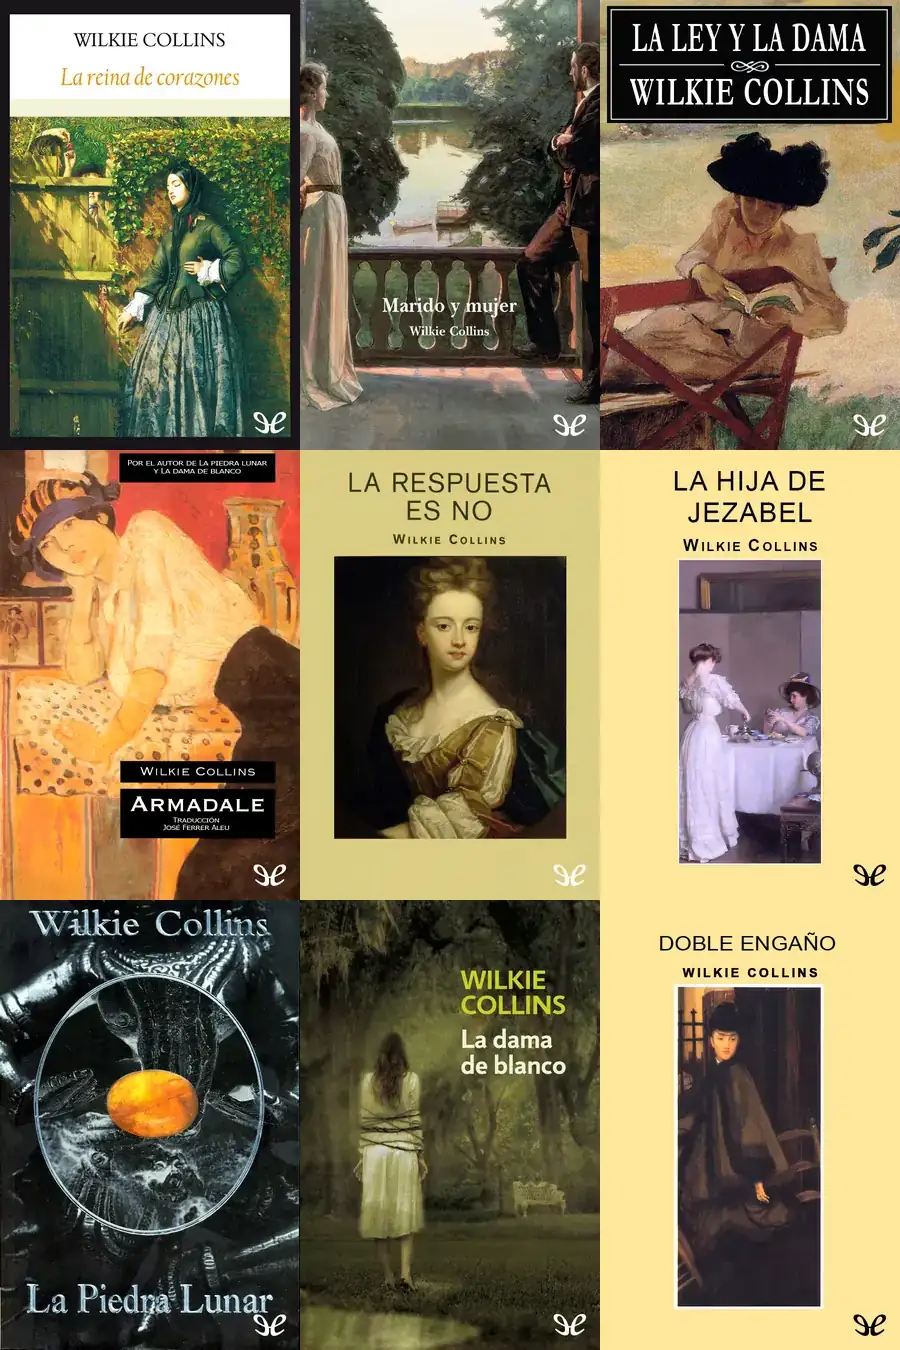 WILKIE COLLINS
La reina de corazones
Marido y mujer
Wilkie Collins
LA LEY Y LA DAMA
WILKIE COLLINS
POR EL AUTOR DE LA PIEDRA LUNAR
Y LA DAMA DE BLANCO
WILKIE COLLINS
ARMADALE
TRADUCCIÓN
JOSÉ FERRER ALEU
LA RESPUESTA
ES NO
WILKIE COLLINS
LA HIJA DE
JEZABEL
WILKIE COLLINS
Wilkie Collins
La Piedra Lunar
WILKIE
COLLINS
La dama
de blanco
DOBLE ENGAÑO
WILKIE COLLINS